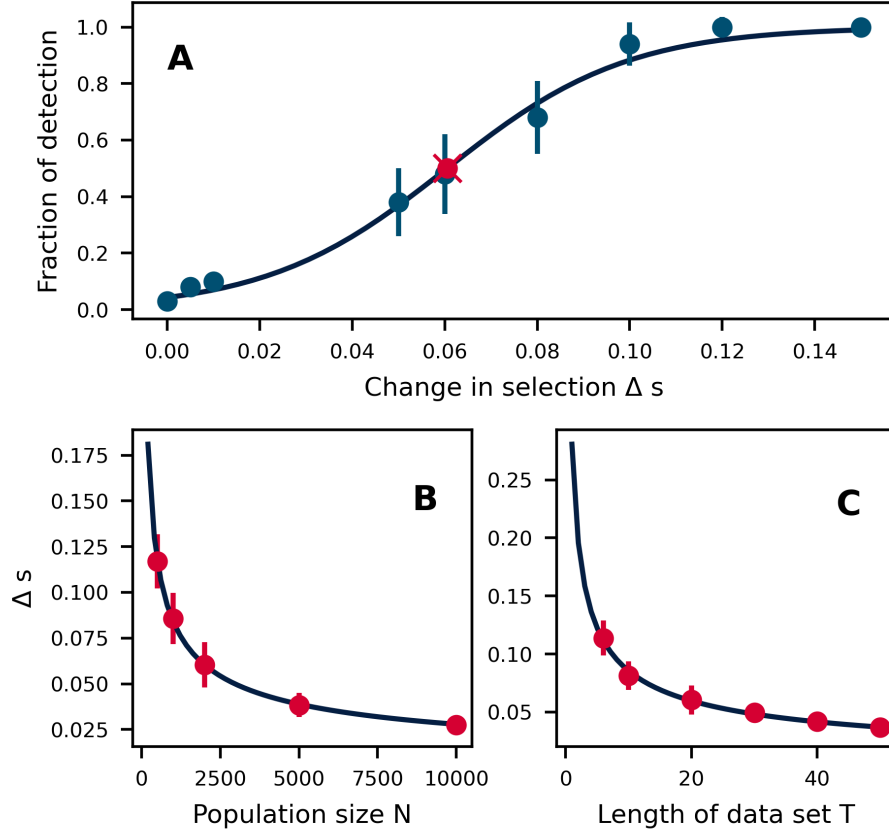 A
Fraction of detection
1.0
0.8
0.6
0.4
0.2
0.0
0.00 0.02 0.04 0.06 0.08 0.10 0.12 0.14
Change in selection Δ s
B
Δ s
0.175
0.150
0.125
0.100
0.075
0.050
0.025
0 2500 5000 7500 10000
Population size N
C
0.25
0.20
0.15
0.10
0.05
0 20 40
Length of data set T